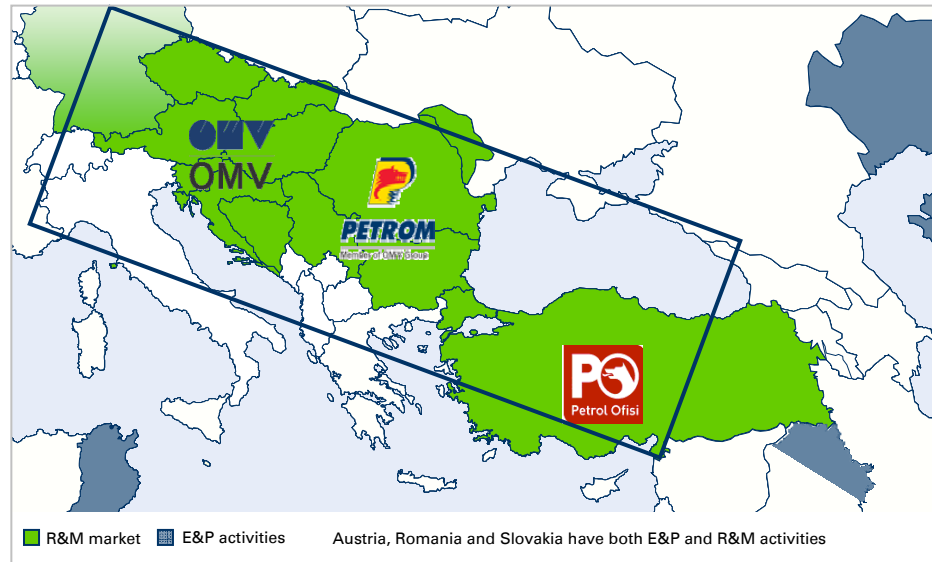 OMV
OMV
PETROM
Member of OMV Group
PO
Petrol Ofisi
R&M market
E&P activities
Austria, Romania and Slovakia have both E&P and R&M activities